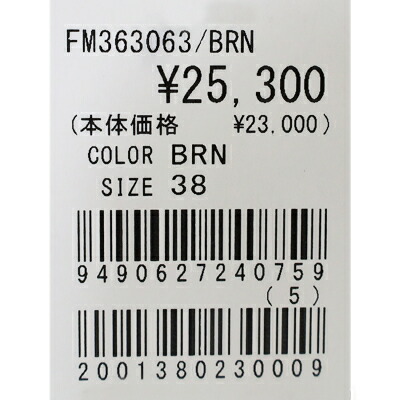 FM363063/BRN
¥25,300
(本体価格 ¥23,000)
COLOR BRN
SIZE 38
9490627240759
(5)
2001380230009